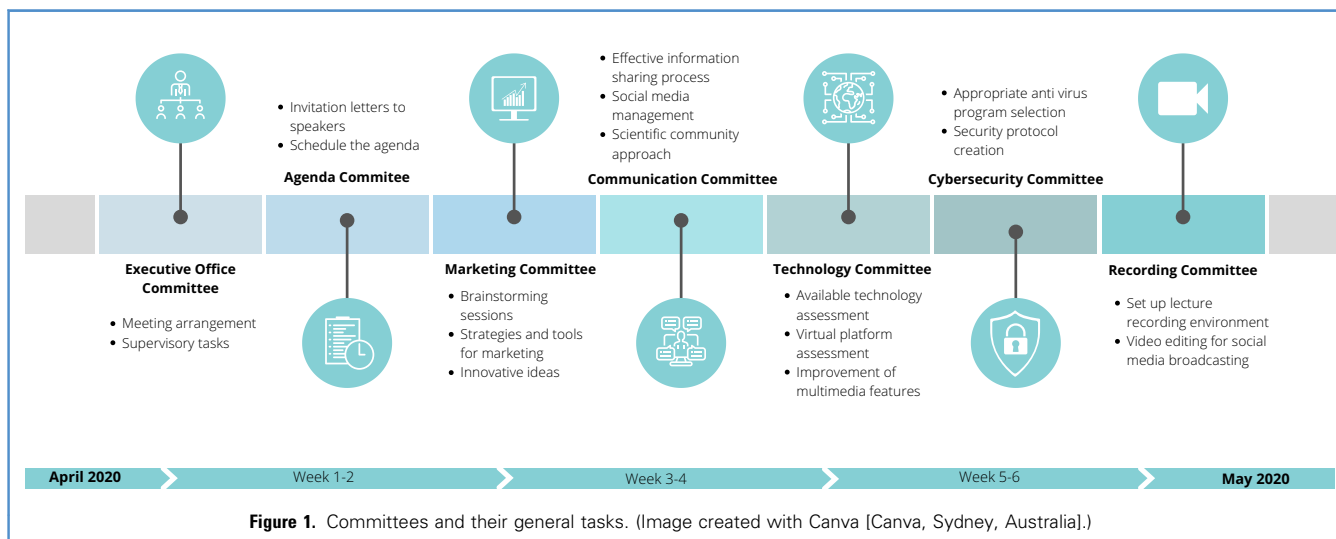 Executive Office
Committee
• Meeting arrangement
• Supervisory tasks
• Invitation letters to
speakers
• Schedule the agenda
Agenda Commitee
Marketing Committee
• Brainstorming
sessions
• Strategies and tools
for marketing
• Innovative ideas
• Effective information
sharing process
• Social media
management
• Scientific community
approach
Communication Committee
Technology Committee
• Available technology
assessment
• Virtual platform
assessment
• Improvement of
multimedia features
• Appropriate anti virus
program selection
• Security protocol
creation
Cybersecurity Committee
Recording Committee
• Set up lecture
recording environment
• Video editing for social
media broadcasting
April 2020
Week 1-2
Week 3-4
Week 5-6
May 2020
Figure 1. Committees and their general tasks. (Image created with Canva [Canva, Sydney, Australia].)